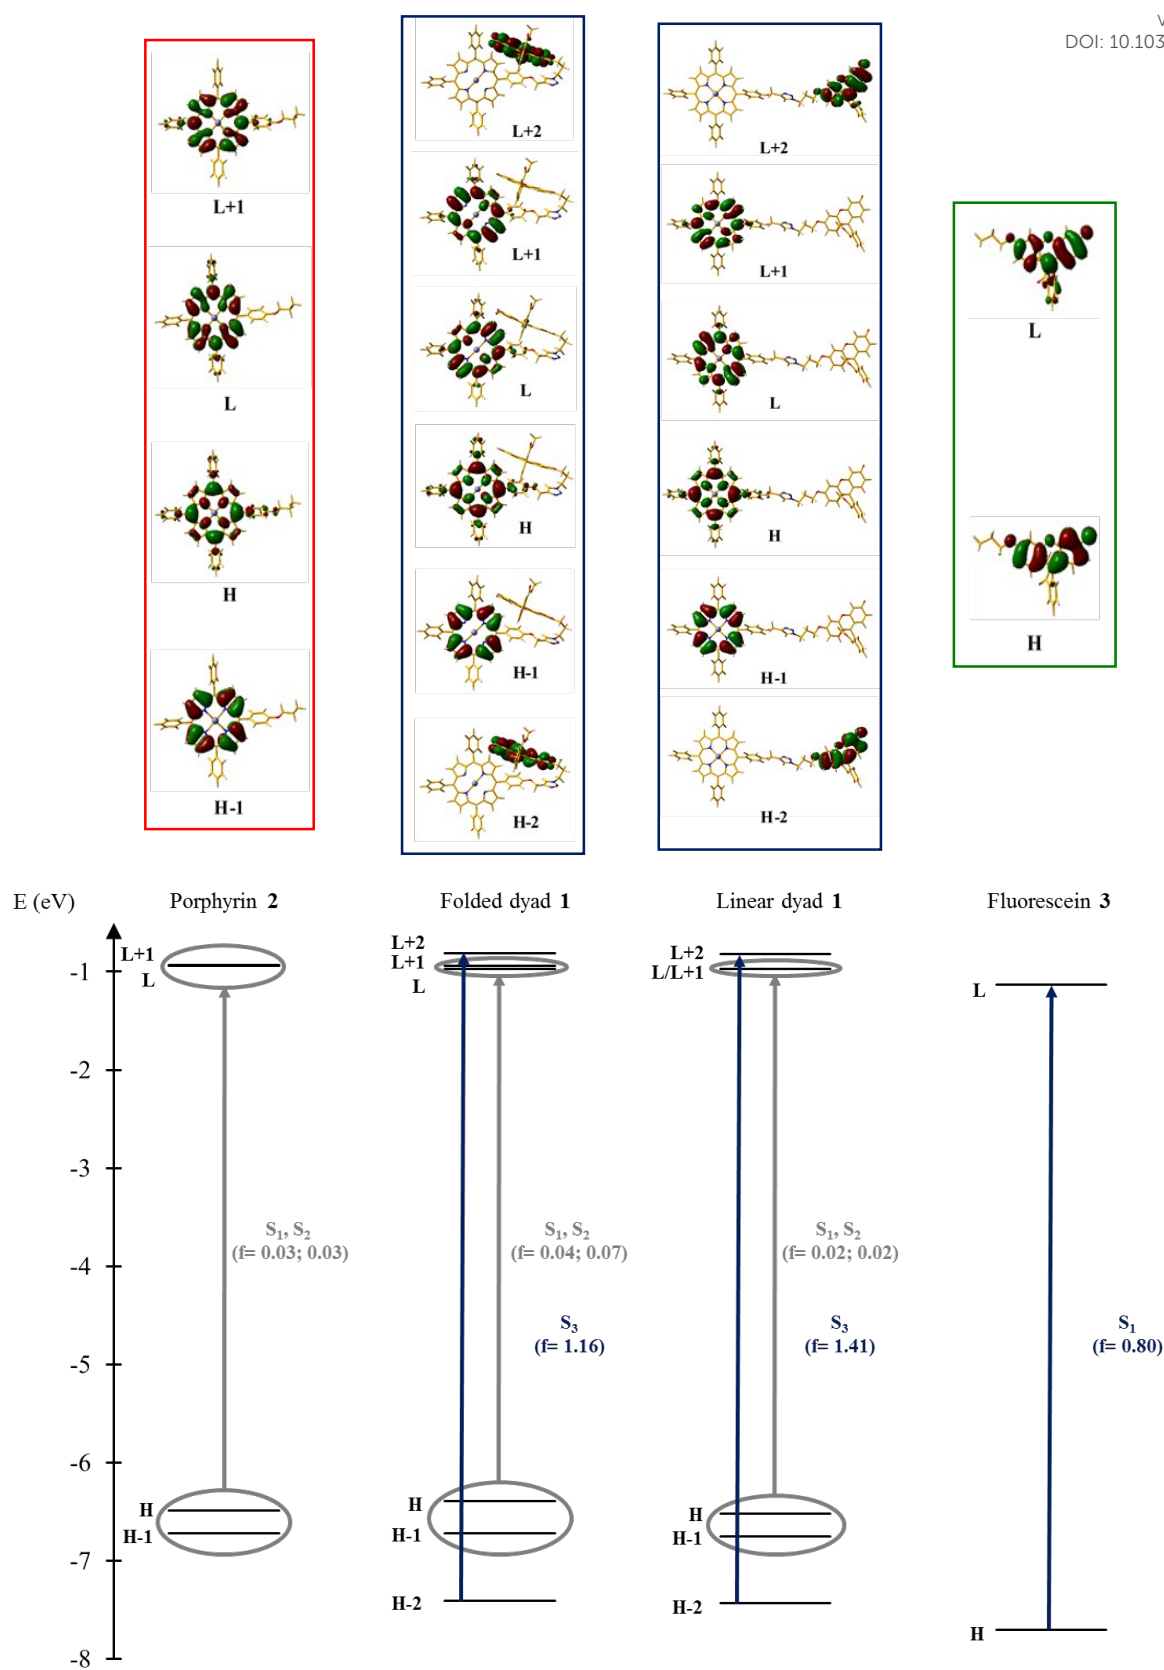 V
DOI: 10.103
L+1
L
H
H-1
L+2
L+1
L
H
H-1
H-2
L+2
L+1
L
H
H-1
H-2
L
H
E (eV)
Porphyrin 2
Folded dyad 1
Linear dyad 1
Fluorescein 3
-1
-2
-3
-4
-5
-6
-7
-8
L+1
L
S₁, S₂
(f= 0.03; 0.03)
H
H-1
L+2
L+1
L
S₁, S₂
(f= 0.04; 0.07)
S₃
(f= 1.16)
H
H-1
H-2
L+2
L/L+1
S₁, S₂
(f= 0.02; 0.02)
S₃
(f= 1.41)
H
H-1
H-2
L
S₁
(f= 0.80)
H